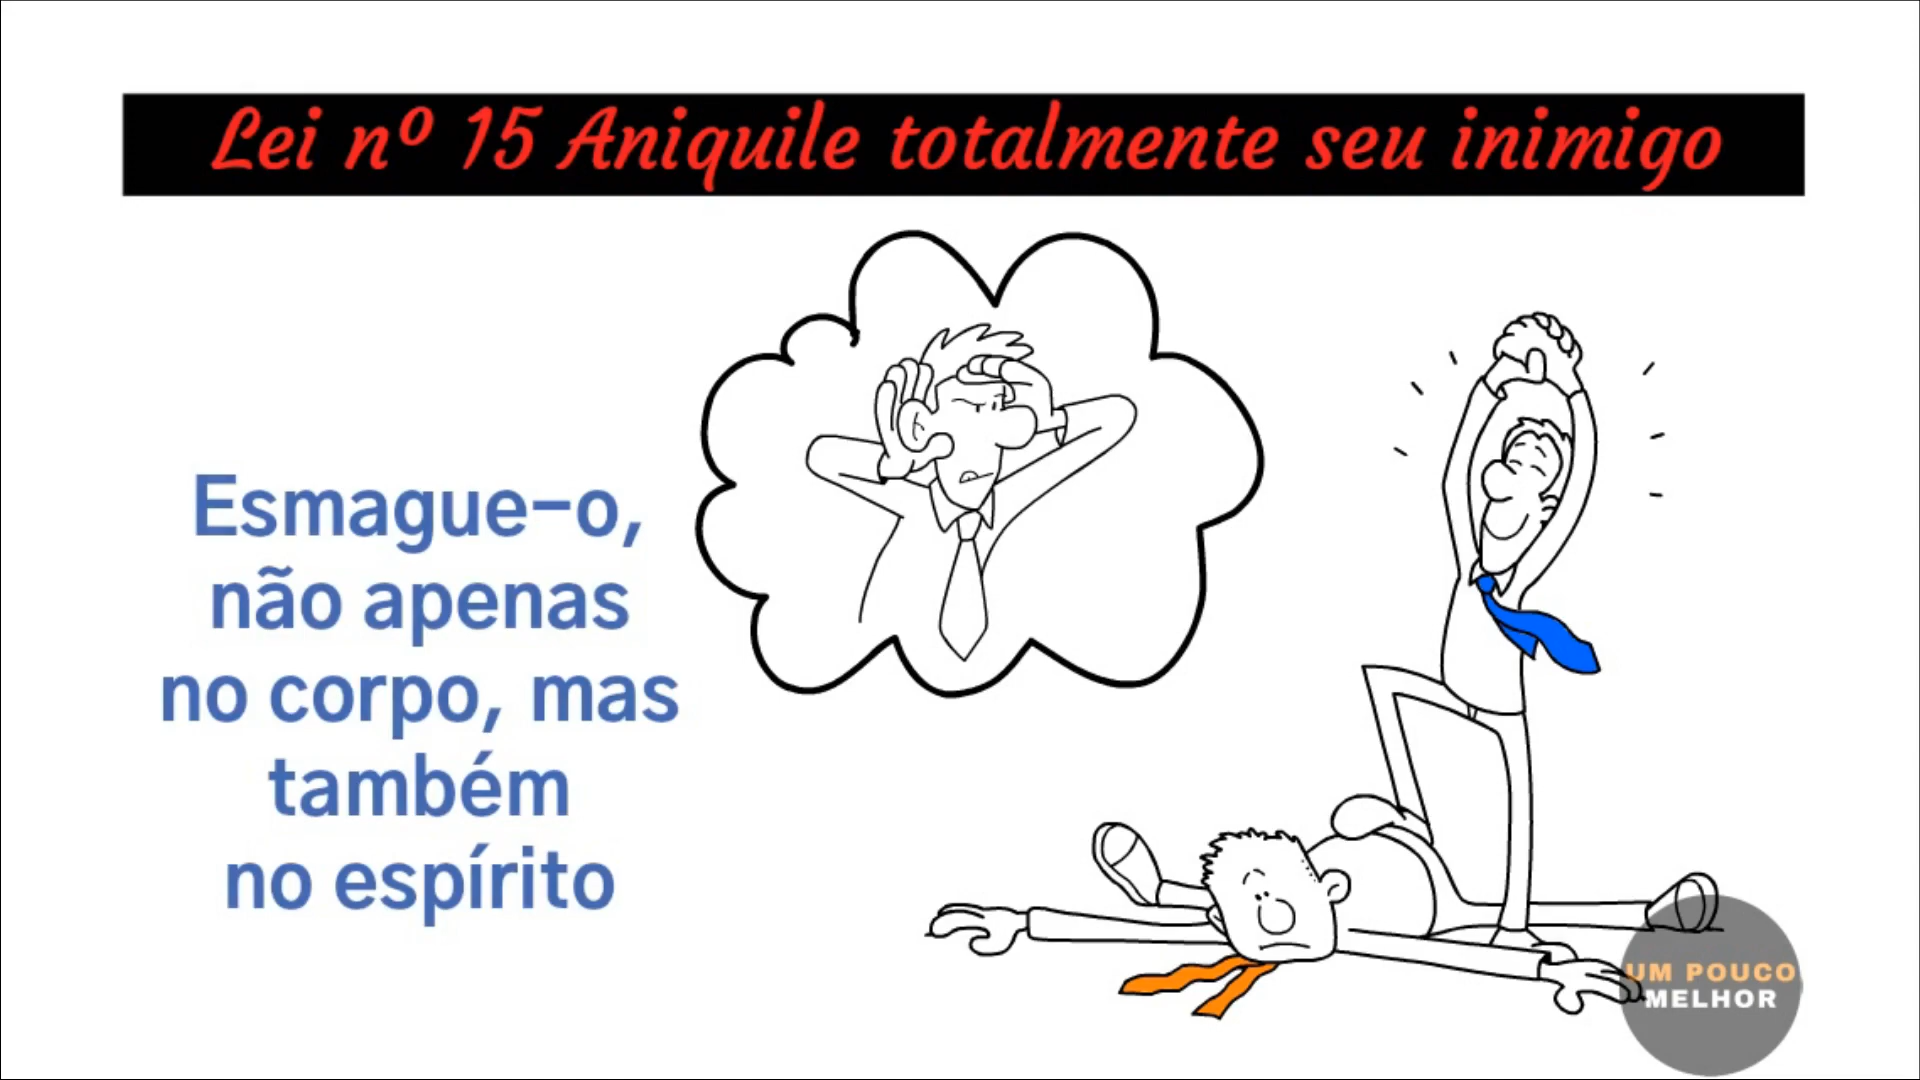 Lei nº 15 Aniquile totalmente seu inimigo
Esmague-o,
não apenas
no corpo, mas
também
no espírito
UM POUCO
MELHOR